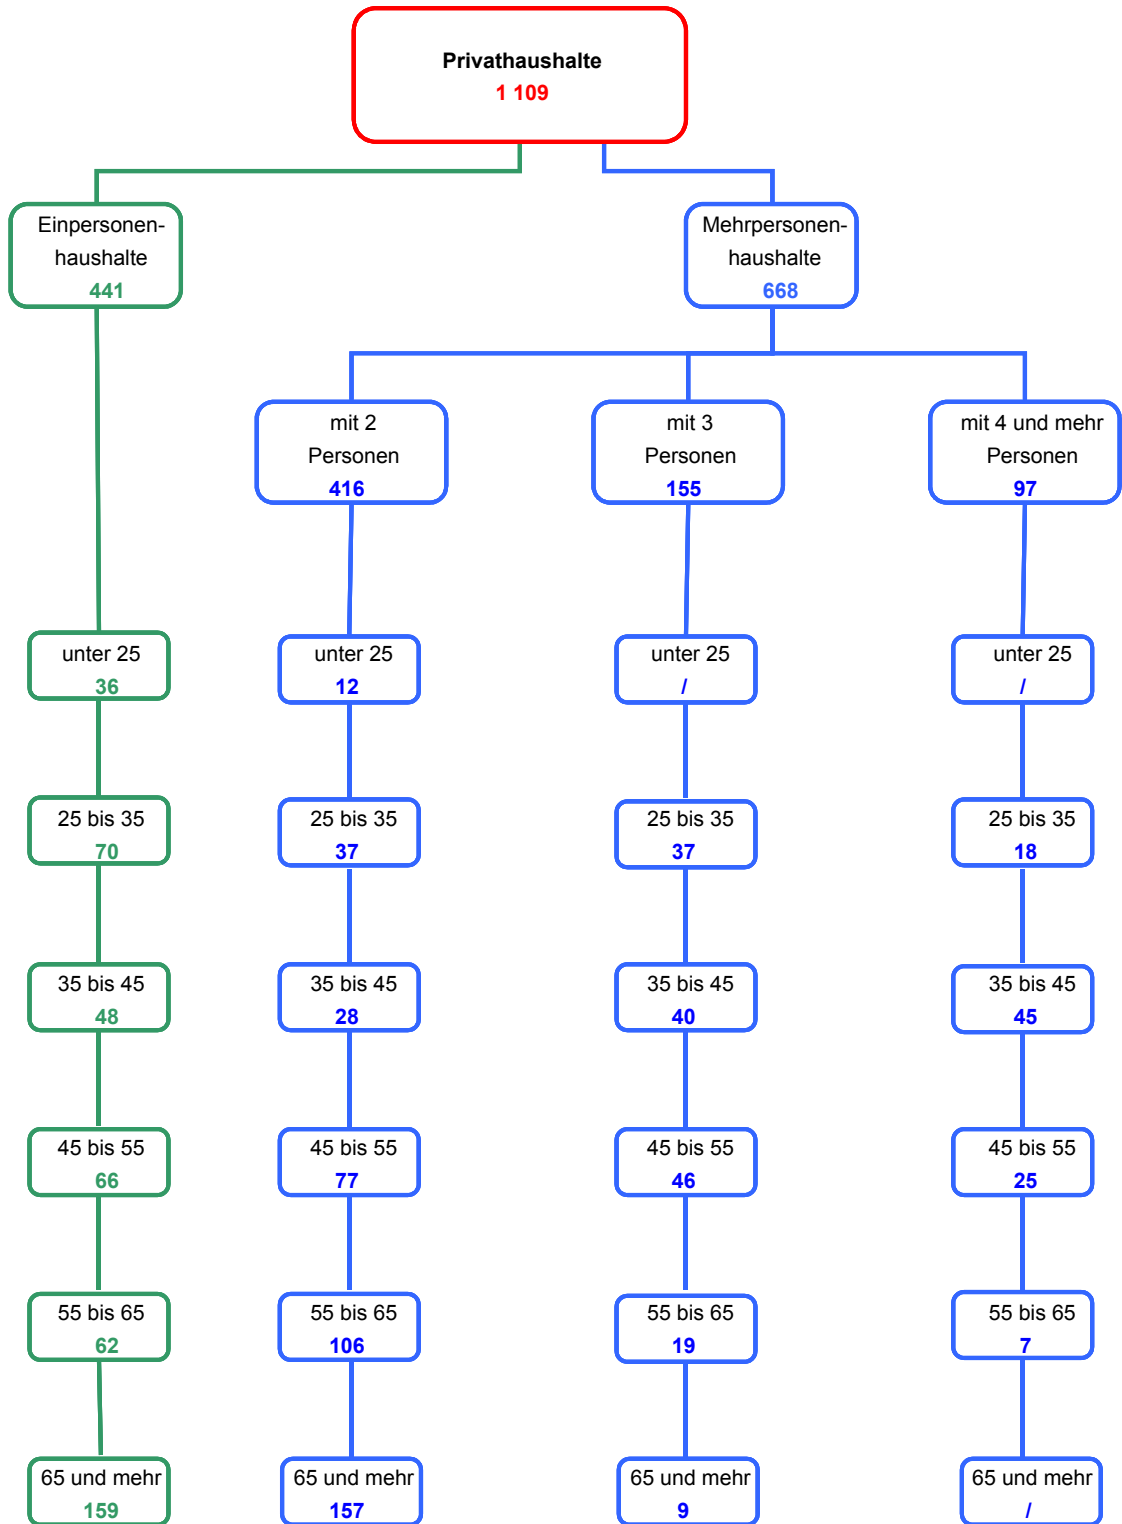 Privathaushalte
1 109
Einpersonen-
haushalte
441
Mehrpersonen-
haushalte
668
mit 2
Personen
416
mit 3
Personen
155
mit 4 und mehr
Personen
97
unter 25
36
unter 25
12
unter 25
/
unter 25
/
25 bis 35
70
25 bis 35
37
25 bis 35
37
25 bis 35
18
35 bis 45
48
35 bis 45
28
35 bis 45
40
35 bis 45
45
45 bis 55
66
45 bis 55
77
45 bis 55
46
45 bis 55
25
55 bis 65
62
55 bis 65
106
55 bis 65
19
55 bis 65
7
65 und mehr
159
65 und mehr
157
65 und mehr
9
65 und mehr
/